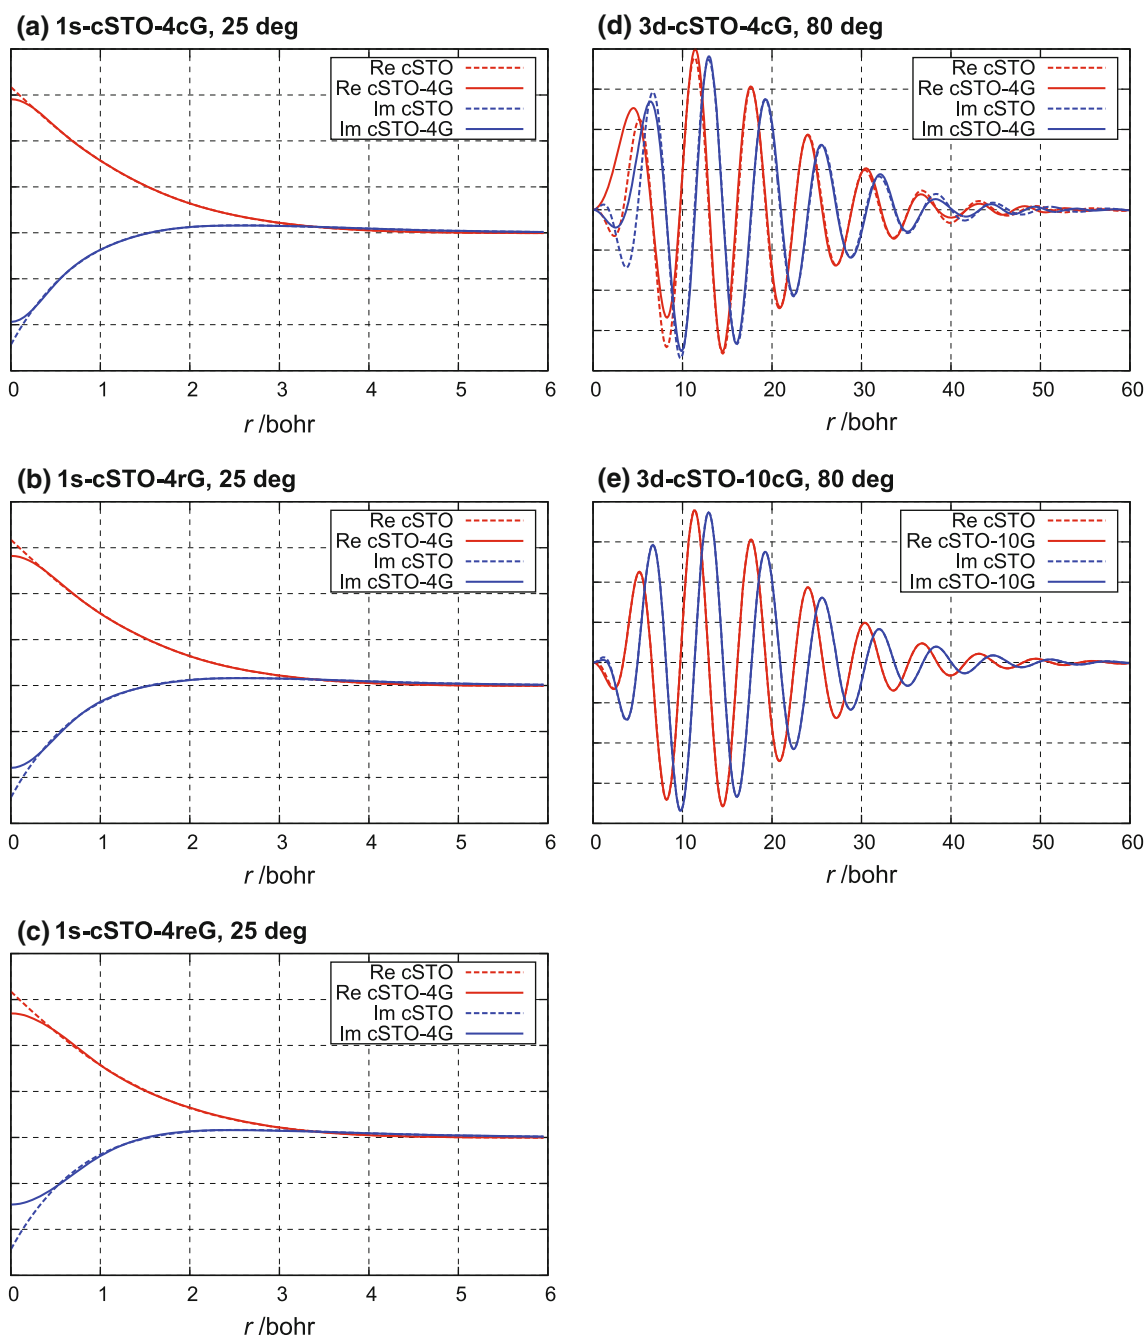 (a) 1s-cSTO-4cG, 25 deg
Re cSTO
Re cSTO-4G
Im cSTO
Im cSTO-4G
0 1 2 3 4 5 6
r /bohr
(b) 1s-cSTO-4rG, 25 deg
Re cSTO
Re cSTO-4G
Im cSTO
Im cSTO-4G
0 1 2 3 4 5 6
r /bohr
(c) 1s-cSTO-4reG, 25 deg
Re cSTO
Re cSTO-4G
Im cSTO
Im cSTO-4G
0 1 2 3 4 5 6
r /bohr
(d) 3d-cSTO-4cG, 80 deg
Re cSTO
Re cSTO-4G
Im cSTO
Im cSTO-4G
0 10 20 30 40 50 60
r /bohr
(e) 3d-cSTO-10cG, 80 deg
Re cSTO
Re cSTO-10G
Im cSTO
Im cSTO-10G
0 10 20 30 40 50 60
r /bohr